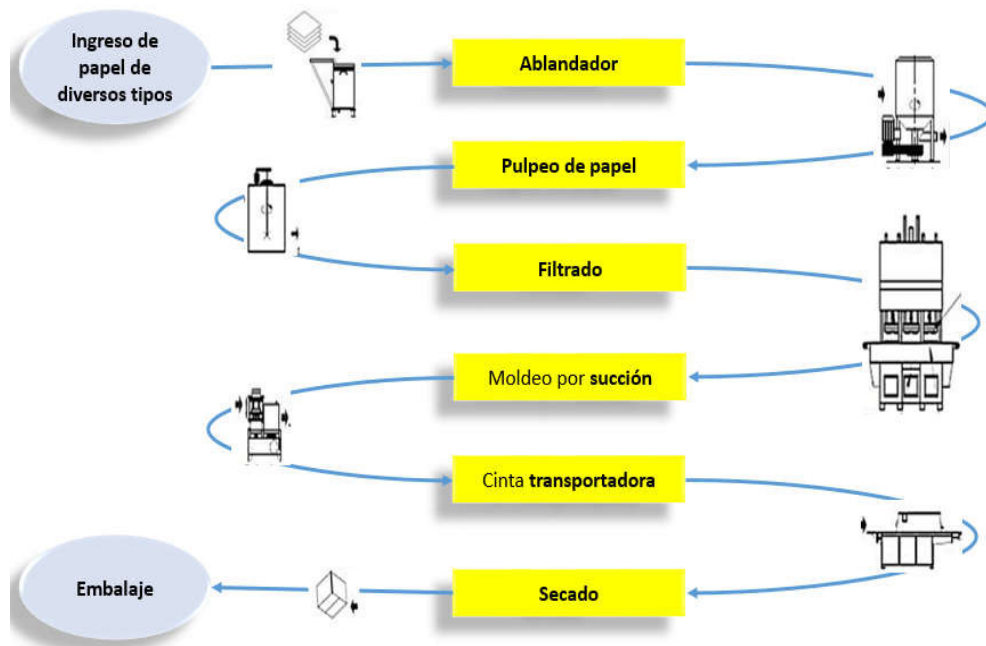 Ingreso de
papel de
diversos tipos
Ablandador
Pulpeo de papel
Filtrado
Moldeo por succión
Cinta transportadora
Secado
Embalaje